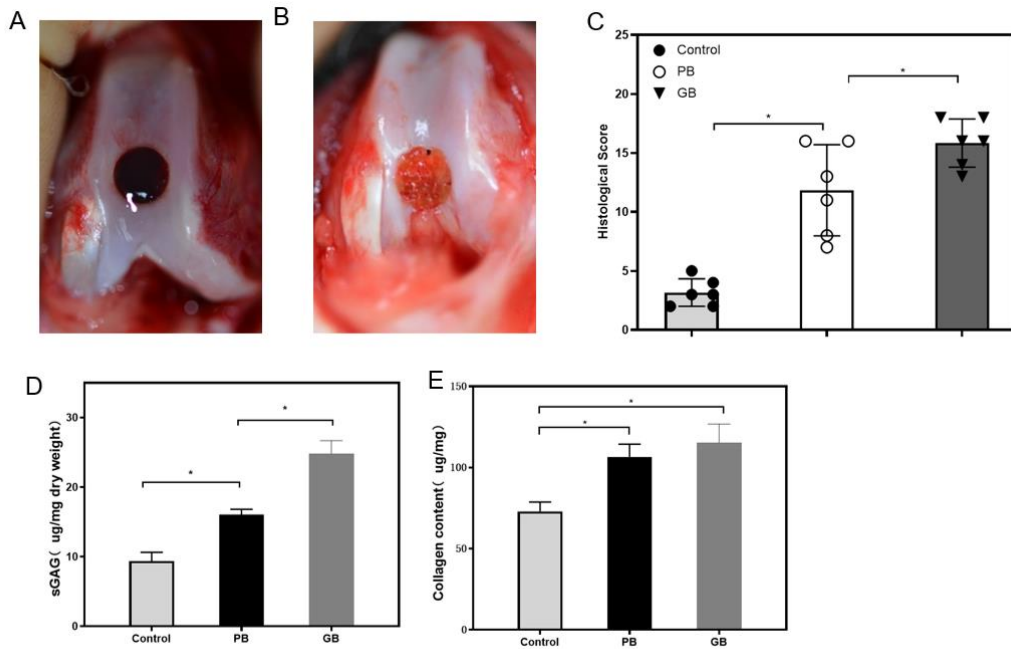 A
B
C
25
20
15
10
5
0
Histological Score
Control
PB
GB
*
*
D
30
20
10
0
sGAG( ug/mg dry weight)
*
*
Control PB GB
E
150
100
50
0
Collagen content( ug/mg)
*
*
Control PB GB